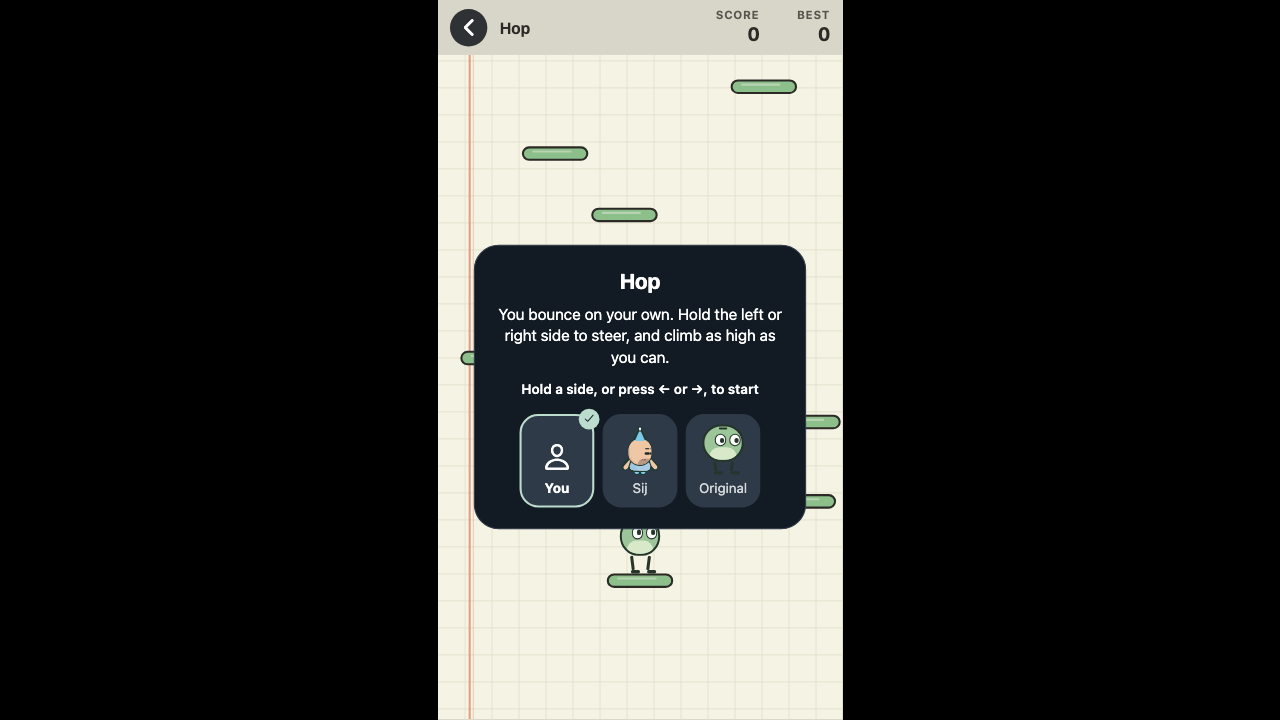 Hop
SCORE
0
BEST
0
Hop
You bounce on your own. Hold the left or
right side to steer, and climb as high as
you can.
Hold a side, or press ← or →, to start
You
Sij
Original